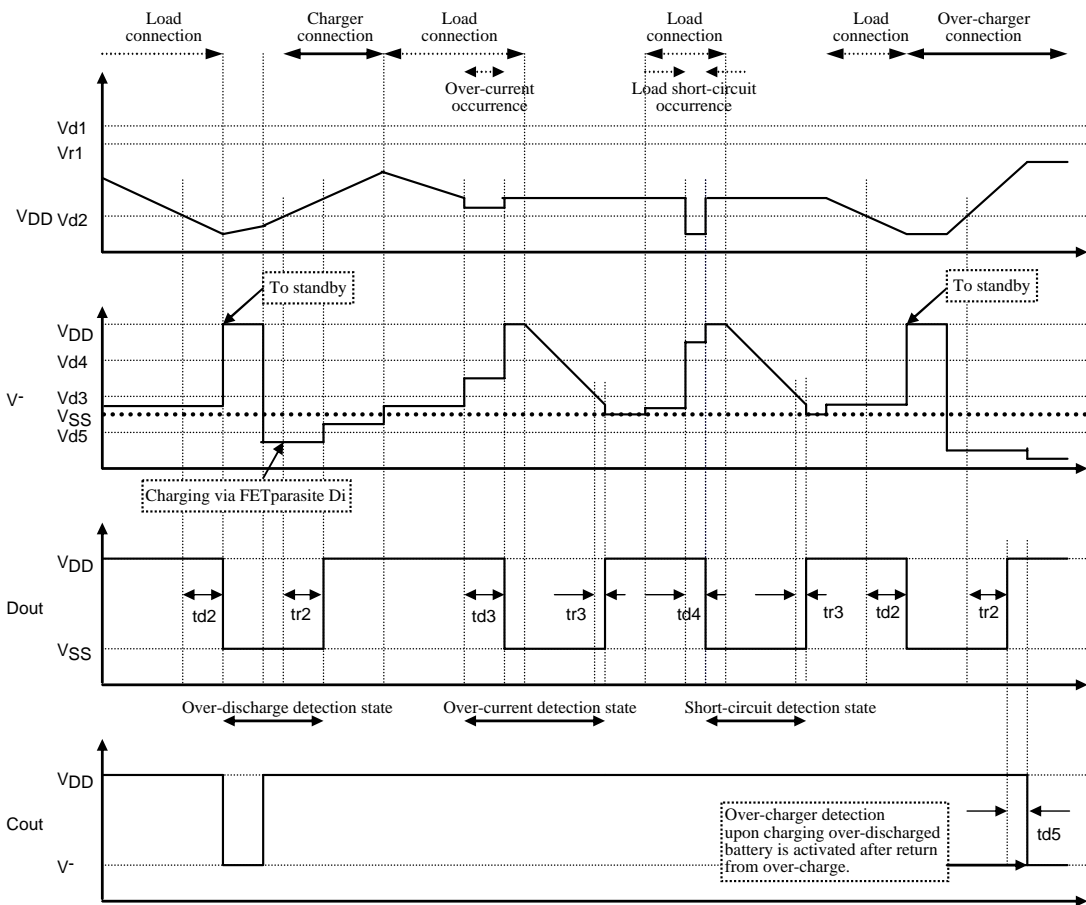 Load
connection
Charger
connection
Load
connection
Load
connection
Load
connection
Over-charger
connection
Over-current
occurrence
Load short-circuit
occurrence
Vd1
Vr1
VDD Vd2
To standby
To standby
VDD
Vd4
Vd3
V-
VSS
Vd5
Charging via FETparasite Di
VDD
Dout
td2
tr2
td3
tr3
td4
tr3
td2
tr2
VSS
Over-discharge detection state
Over-current detection state
Short-circuit detection state
VDD
Cout
Over-charger detection
upon charging over-discharged
battery is activated after return
from over-charge.
td5
V-